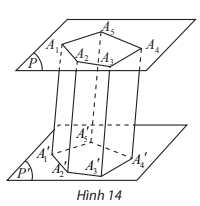 A₅
A₁ A₂ A₃ A₄
P
A'₅
A'₁ A'₄
A'₂ A'₃
P'
Hình 14